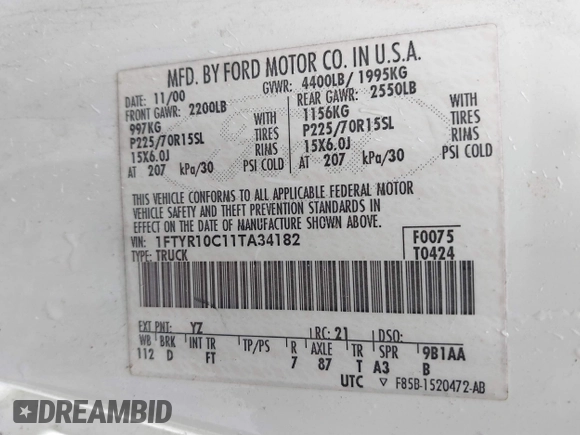 MFD. BY FORD MOTOR CO. IN U.S.A.
DATE: 11/00 GVWR: 4400LB/ 1995KG
FRONT GAWR: 2200LB REAR GAWR: 2550LB
997KG WITH 1156KG WITH
P225/70R15SL TIRES P225/70R15SL TIRES
15X6.0J RIMS 15X6.0J RIMS
AT 207 kPa/30 PSI COLD AT 207 kPa/30 PSI COLD
THIS VEHICLE CONFORMS TO ALL APPLICABLE FEDERAL MOTOR
VEHICLE SAFETY AND THEFT PREVENTION STANDARDS IN
EFFECT ON THE DATE OF MANUFACTURE SHOWN ABOVE.
VIN: 1FTYR10C11TA34182 F0075
TYPE: TRUCK T0424
EXT PNT: YZ RC: 21 DSO:
WB BRK INT TR TP/PS R AXLE TR SPR 9B1AA
112 D FT 7 87 T A3 B
UTC ▽ F85B-1520472-AB
DREAMBID